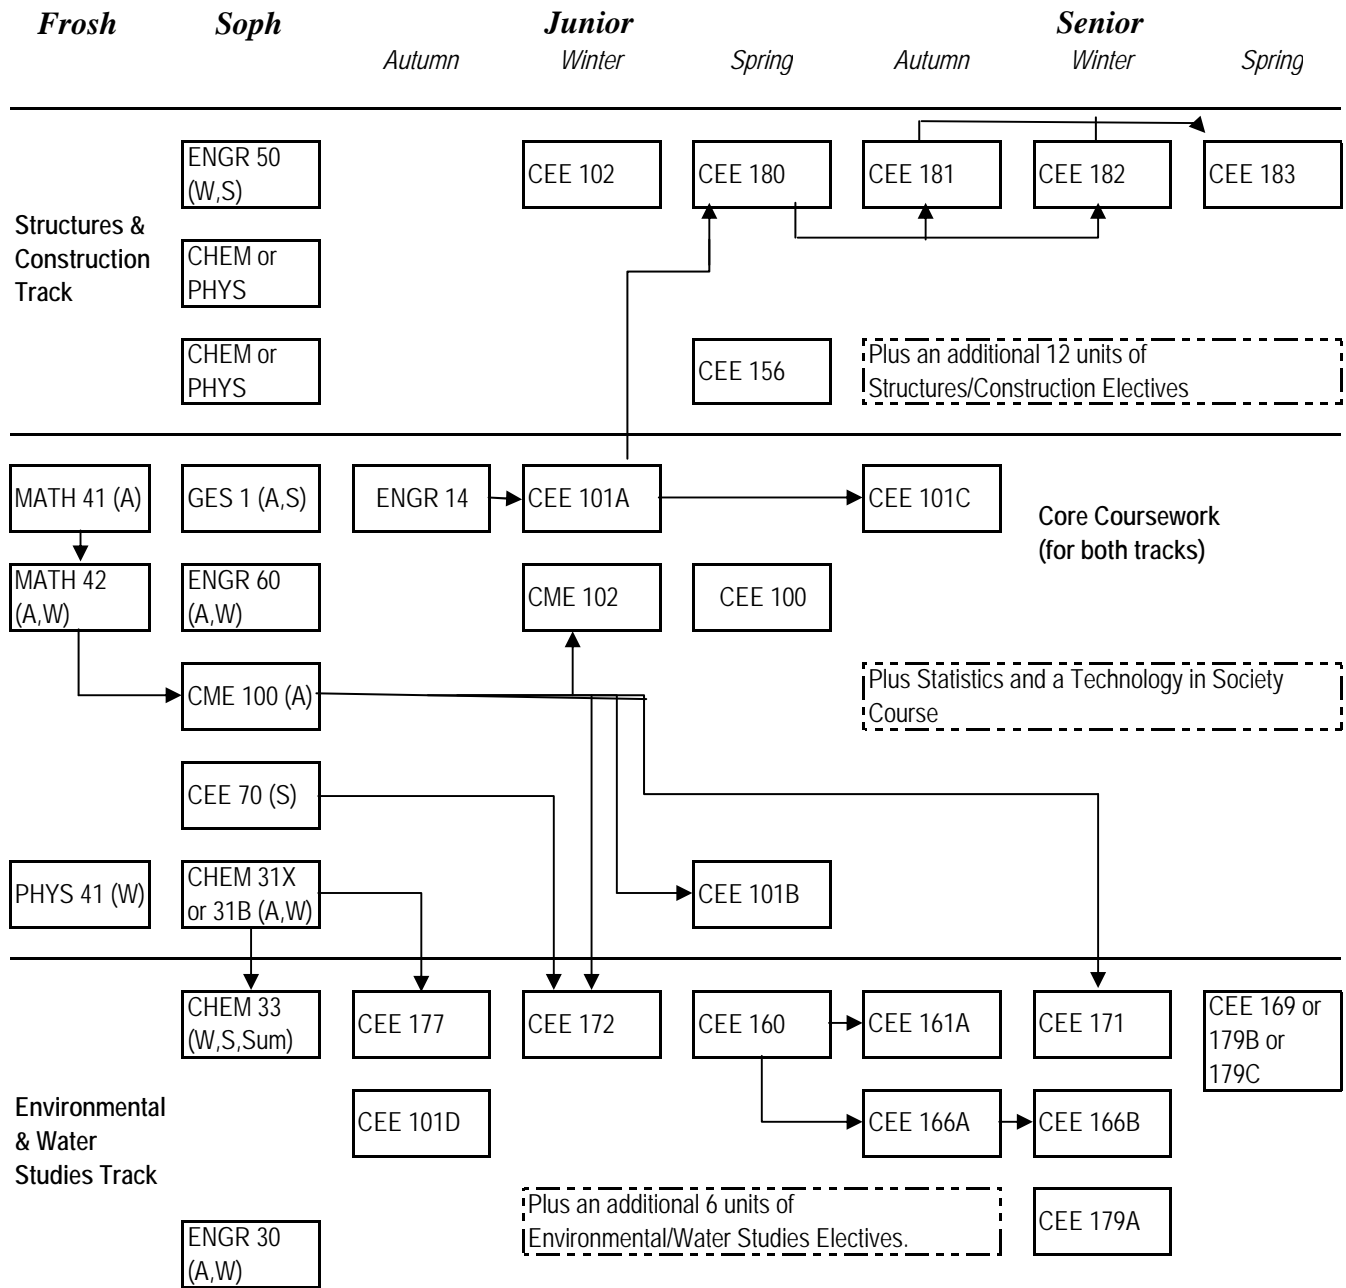 Frosh Soph Junior Senior
Autumn Winter Spring Autumn Winter Spring
ENGR 50
(W,S)
CEE 102
CEE 180
CEE 181
CEE 182
CEE 183
Structures &
Construction
Track
CHEM or
PHYS
CHEM or
PHYS
CEE 156
Plus an additional 12 units of
Structures/Construction Electives
MATH 41 (A)
GES 1 (A,S)
ENGR 14
CEE 101A
CEE 101C
Core Coursework
(for both tracks)
MATH 42
(A,W)
ENGR 60
(A,W)
CME 102
CEE 100
CME 100 (A)
Plus Statistics and a Technology in Society
Course
CEE 70 (S)
PHYS 41 (W)
CHEM 31X
or 31B (A,W)
CEE 101B
CHEM 33
(W,S,Sum)
CEE 177
CEE 172
CEE 160
CEE 161A
CEE 171
CEE 169 or
179B or
179C
Environmental
& Water
Studies Track
CEE 101D
CEE 166A
CEE 166B
Plus an additional 6 units of
Environmental/Water Studies Electives.
CEE 179A
ENGR 30
(A,W)